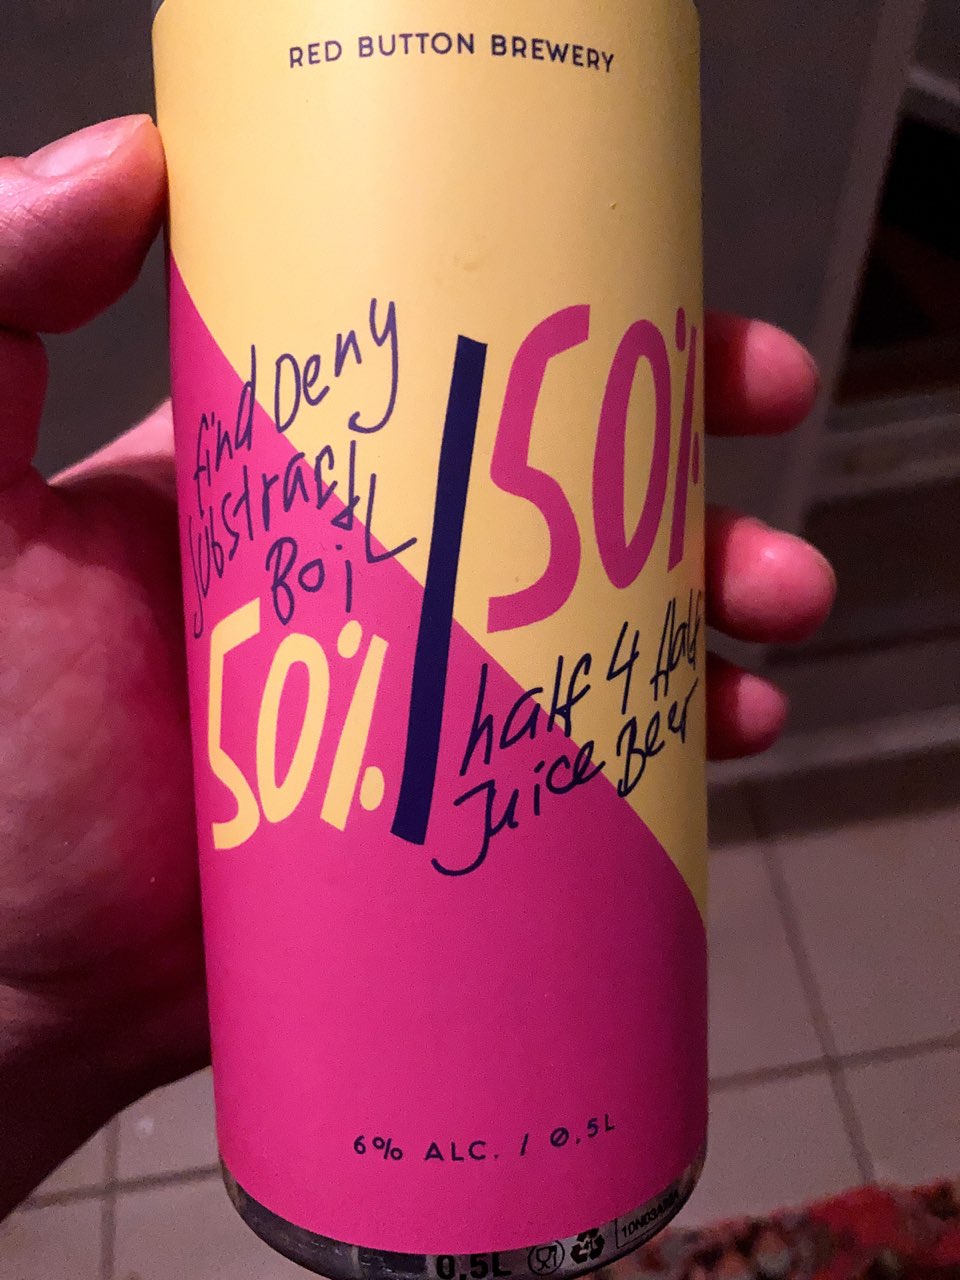 RED BUTTON BREWERY
find Deny
Substract
BoiL
50% / 50%
half 4 Half
Juice Beer
6% ALC. / 0,5L
0,5L